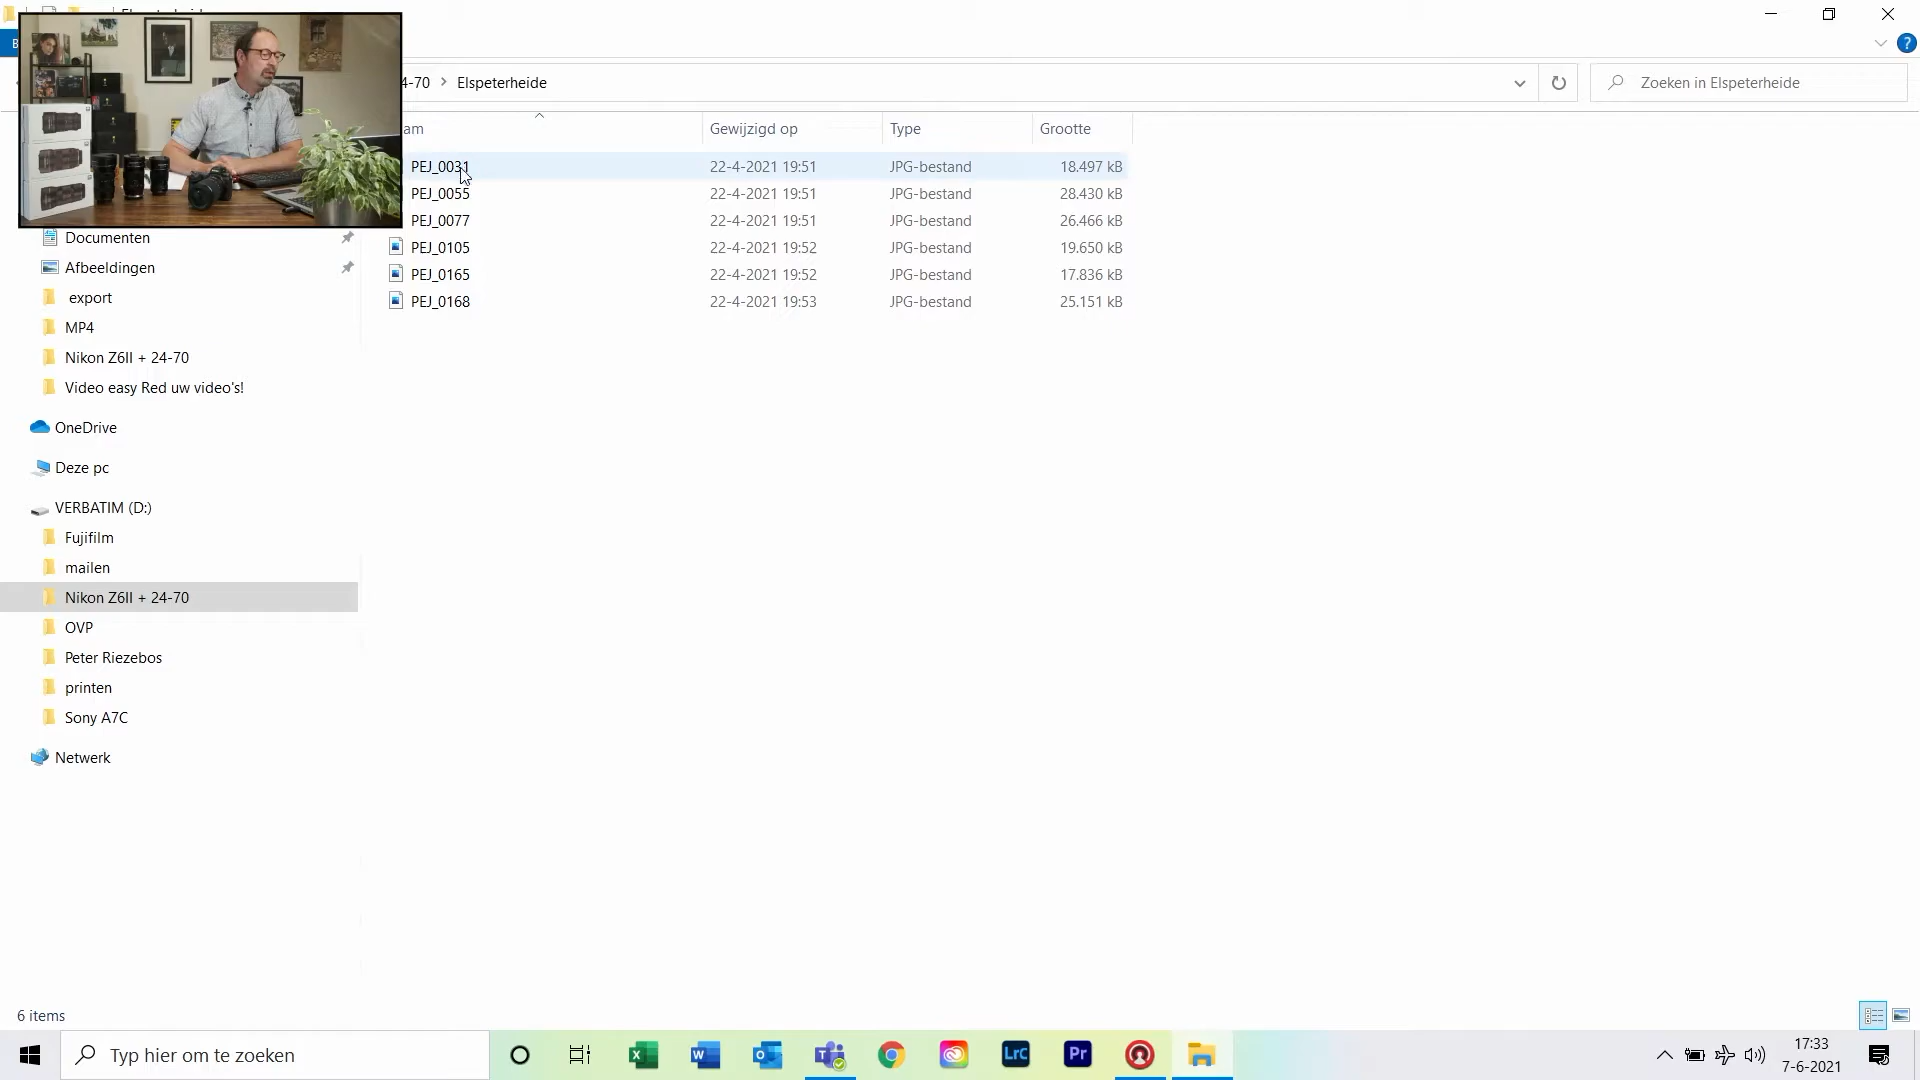 4-70 > Elspeterheide
Zoeken in Elspeterheide
am Gewijzigd op Type Grootte
PEJ_0031 22-4-2021 19:51 JPG-bestand 18.497 kB
PEJ_0055 22-4-2021 19:51 JPG-bestand 28.430 kB
PEJ_0077 22-4-2021 19:51 JPG-bestand 26.466 kB
PEJ_0105 22-4-2021 19:52 JPG-bestand 19.650 kB
PEJ_0165 22-4-2021 19:52 JPG-bestand 17.836 kB
PEJ_0168 22-4-2021 19:53 JPG-bestand 25.151 kB
Documenten
Afbeeldingen
export
MP4
Nikon Z6II + 24-70
Video easy Red uw video's!
OneDrive
Deze pc
VERBATIM (D:)
Fujifilm
mailen
Nikon Z6II + 24-70
OVP
Peter Riezebos
printen
Sony A7C
Netwerk
6 items
Typ hier om te zoeken
LrC
Pr
17:33
7-6-2021